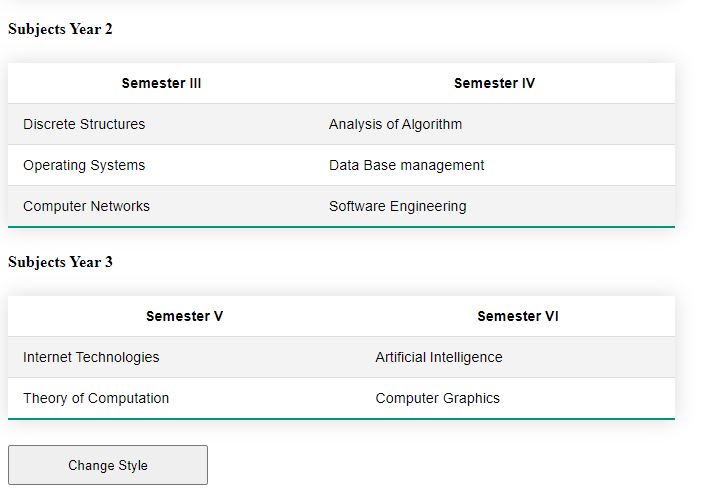 Subjects Year 2
Semester III Semester IV
Discrete Structures Analysis of Algorithm
Operating Systems Data Base management
Computer Networks Software Engineering
Subjects Year 3
Semester V Semester VI
Internet Technologies Artificial Intelligence
Theory of Computation Computer Graphics
Change Style